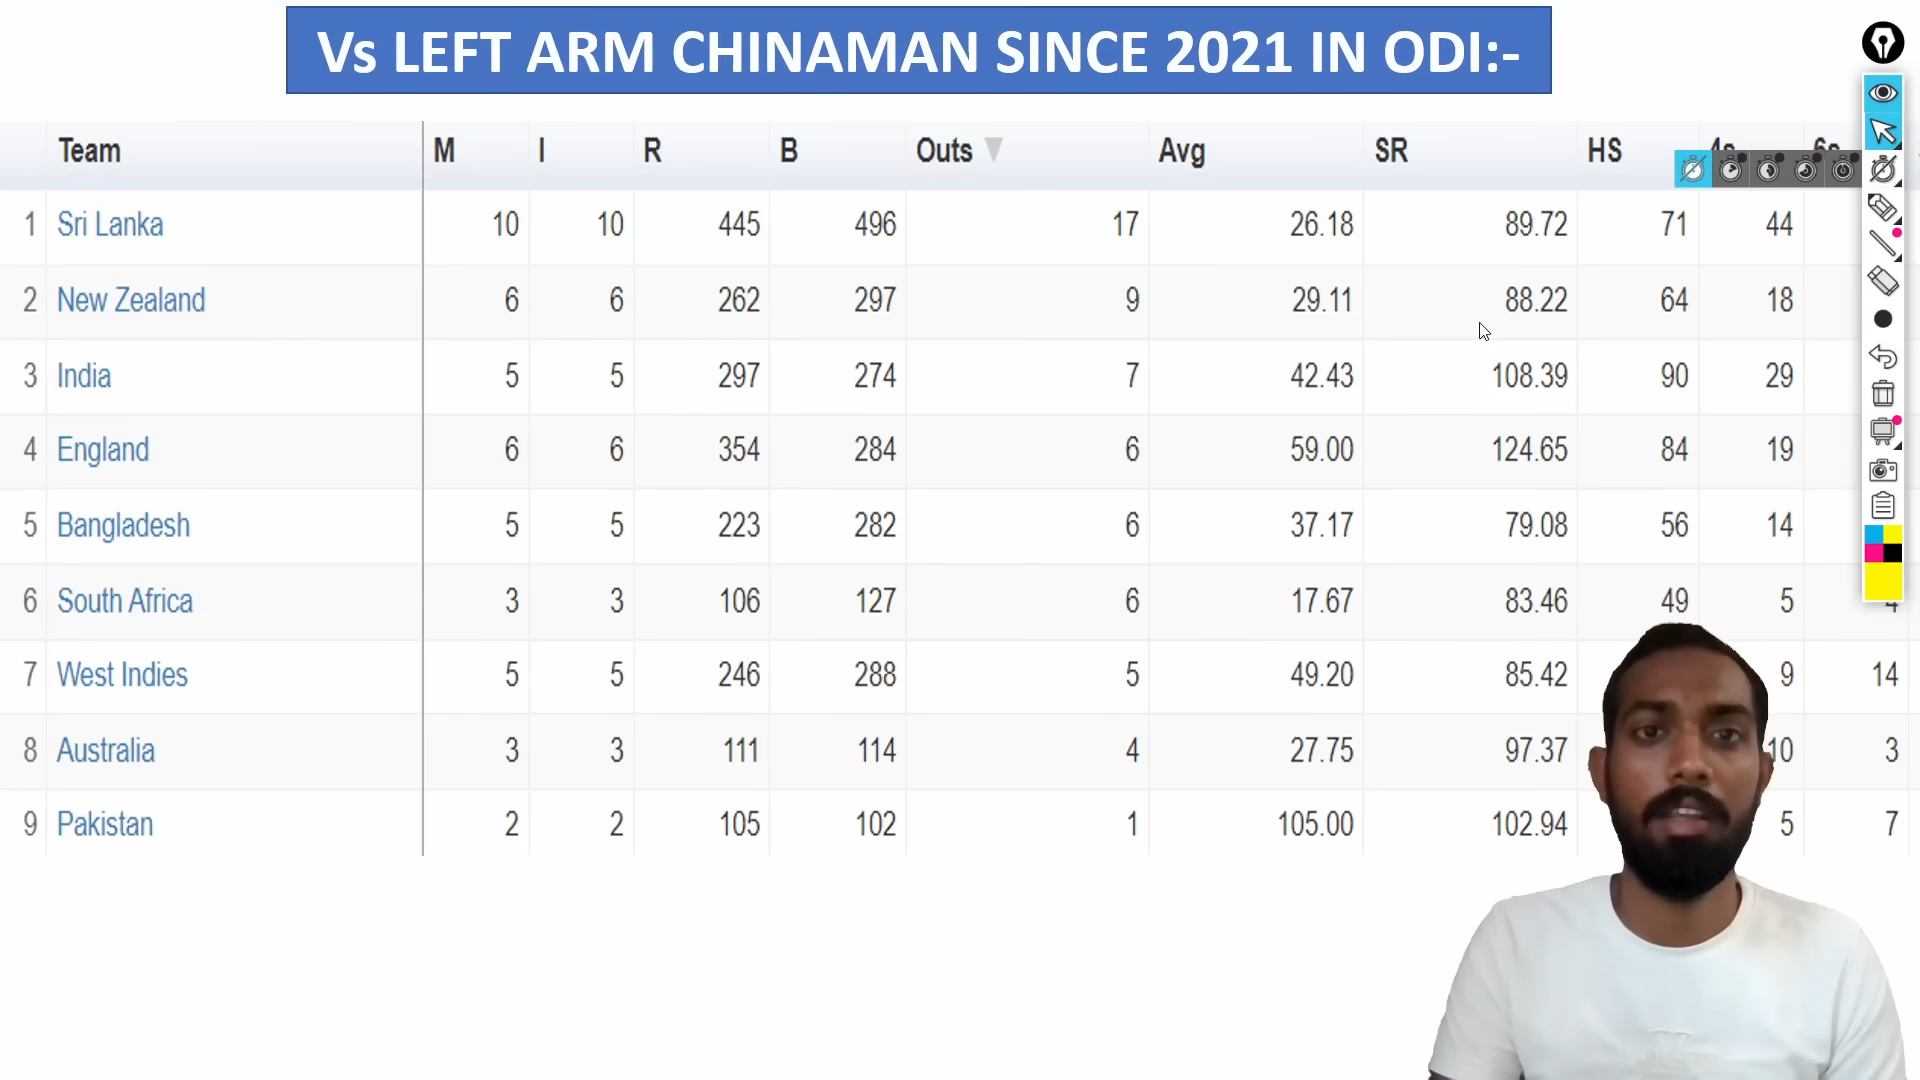 Vs LEFT ARM CHINAMAN SINCE 2021 IN ODI:-
Team M I R B Outs Avg SR HS 4s 6s
1 Sri Lanka 10 10 445 496 17 26.18 89.72 71 44
2 New Zealand 6 6 262 297 9 29.11 88.22 64 18
3 India 5 5 297 274 7 42.43 108.39 90 29
4 England 6 6 354 284 6 59.00 124.65 84 19
5 Bangladesh 5 5 223 282 6 37.17 79.08 56 14
6 South Africa 3 3 106 127 6 17.67 83.46 49 5 4
7 West Indies 5 5 246 288 5 49.20 85.42 9 14
8 Australia 3 3 111 114 4 27.75 97.37 10 3
9 Pakistan 2 2 105 102 1 105.00 102.94 5 7